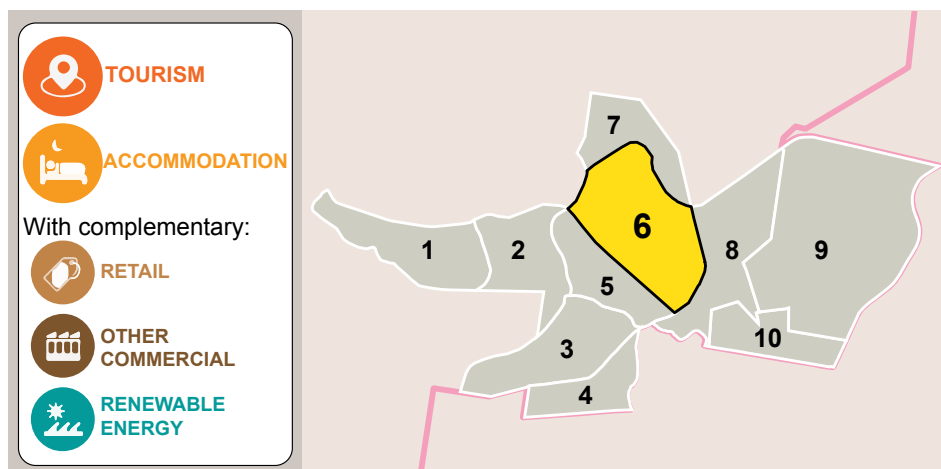 TOURISM
ACCOMMODATION
With complementary:
RETAIL
OTHER
COMMERCIAL
RENEWABLE
ENERGY
7
6
1
2
8
9
5
10
3
4